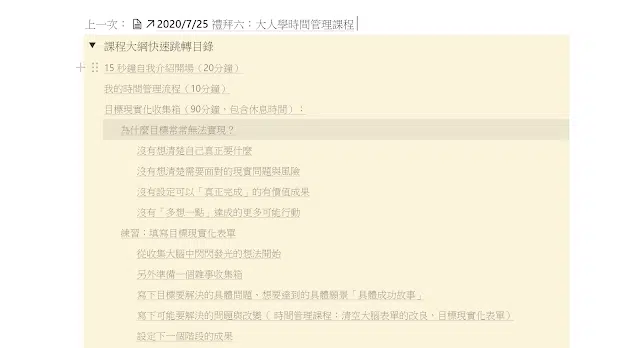 上一次： 2020/7/25 禮拜六：大人學時間管理課程
課程大綱快速跳轉目錄
15 秒鐘自我介紹開場（20分鐘）
我的時間管理流程（10分鐘）
目標現實化收集箱（90分鐘，包含休息時間）：
為什麼目標常常無法實現？
沒有想清楚自己真正要什麼
沒有想清楚需要面對的現實問題與風險
沒有設定可以「真正完成」的有價值成果
沒有「多想一點」達成的更多可能行動
練習：填寫目標現實化表單
從收集大腦中閃閃發光的想法開始
另外準備一個雜事收集箱
寫下目標要解決的具體問題，想要達到的具體願景「具體成功故事」
寫下可能要解決的問題與改變（ 時間管理課程：清空大腦表單的改良，目標現實化表單）
設定下一個階段的成果